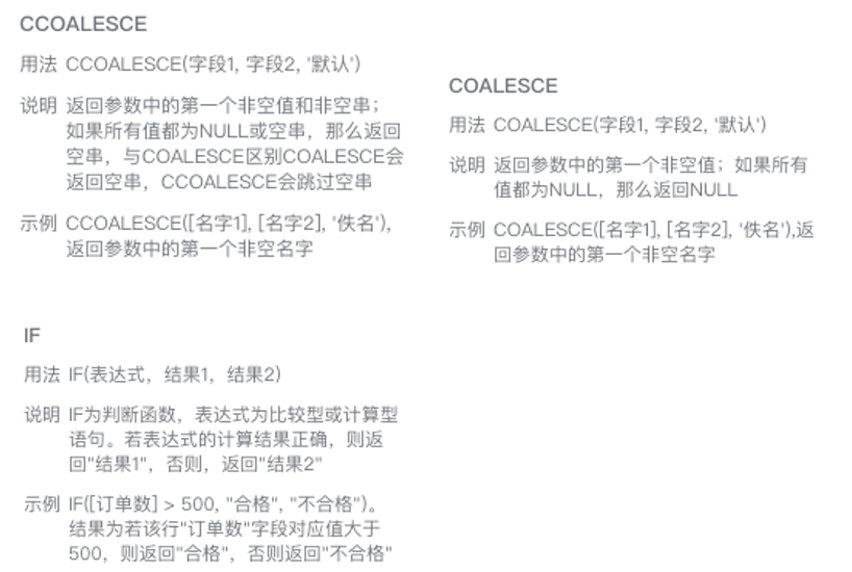 CCOALESCE
用法 CCOALESCE(字段1, 字段2, '默认')
说明 返回参数中的第一个非空值和非空串；
如果所有值都为NULL或空串，那么返回
空串，与COALESCE区别COALESCE会
返回空串，CCOALESCE会跳过空串
示例 CCOALESCE([名字1], [名字2], '佚名'),
返回参数中的第一个非空名字
COALESCE
用法 COALESCE(字段1, 字段2, '默认')
说明 返回参数中的第一个非空值；如果所有
值都为NULL，那么返回NULL
示例 COALESCE([名字1], [名字2], '佚名'),返
回参数中的第一个非空名字
IF
用法 IF(表达式，结果1，结果2)
说明 IF为判断函数，表达式为比较型或计算型
语句。若表达式的计算结果正确，则返
回"结果1"，否则，返回"结果2"
示例 IF([订单数] > 500, "合格", "不合格")。
结果为若该行"订单数"字段对应值大于
500，则返回"合格"，否则返回"不合格"